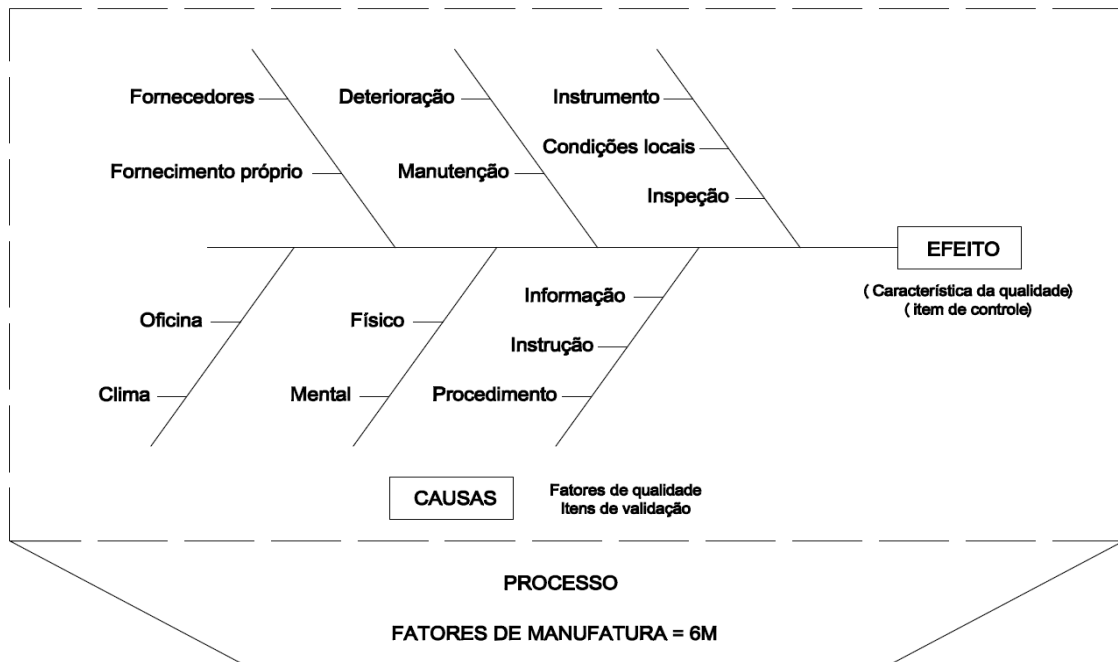 Fornecedores
Deterioração
Instrumento
Condições locais
Fornecimento próprio
Manutenção
Inspeção
EFEITO
( Característica da qualidade)
( item de controle)
Informação
Oficina
Físico
Instrução
Clima
Mental
Procedimento
CAUSAS
Fatores de qualidade
Itens de validação
PROCESSO
FATORES DE MANUFATURA = 6M